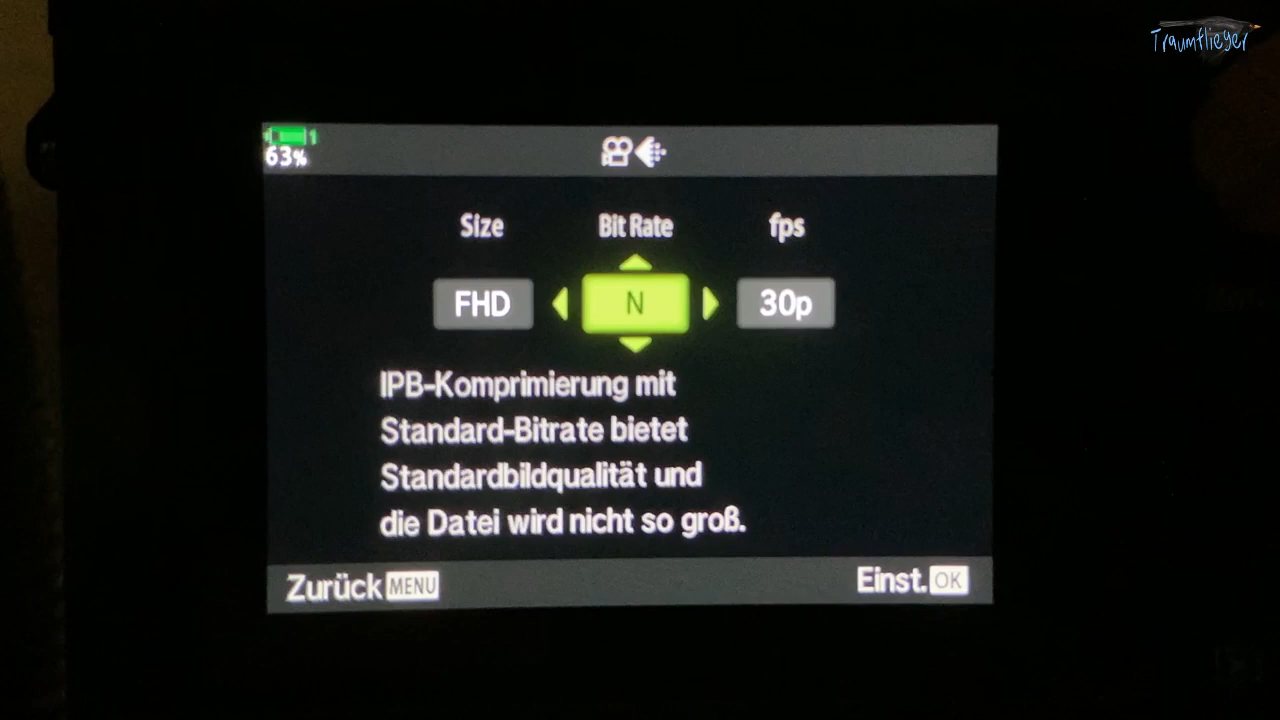 Traumflieger
1
63%
Size Bit Rate fps
FHD N 30p
IPB-Komprimierung mit
Standard-Bitrate bietet
Standardbildqualität und
die Datei wird nicht so groß.
Zurück MENU Einst. OK